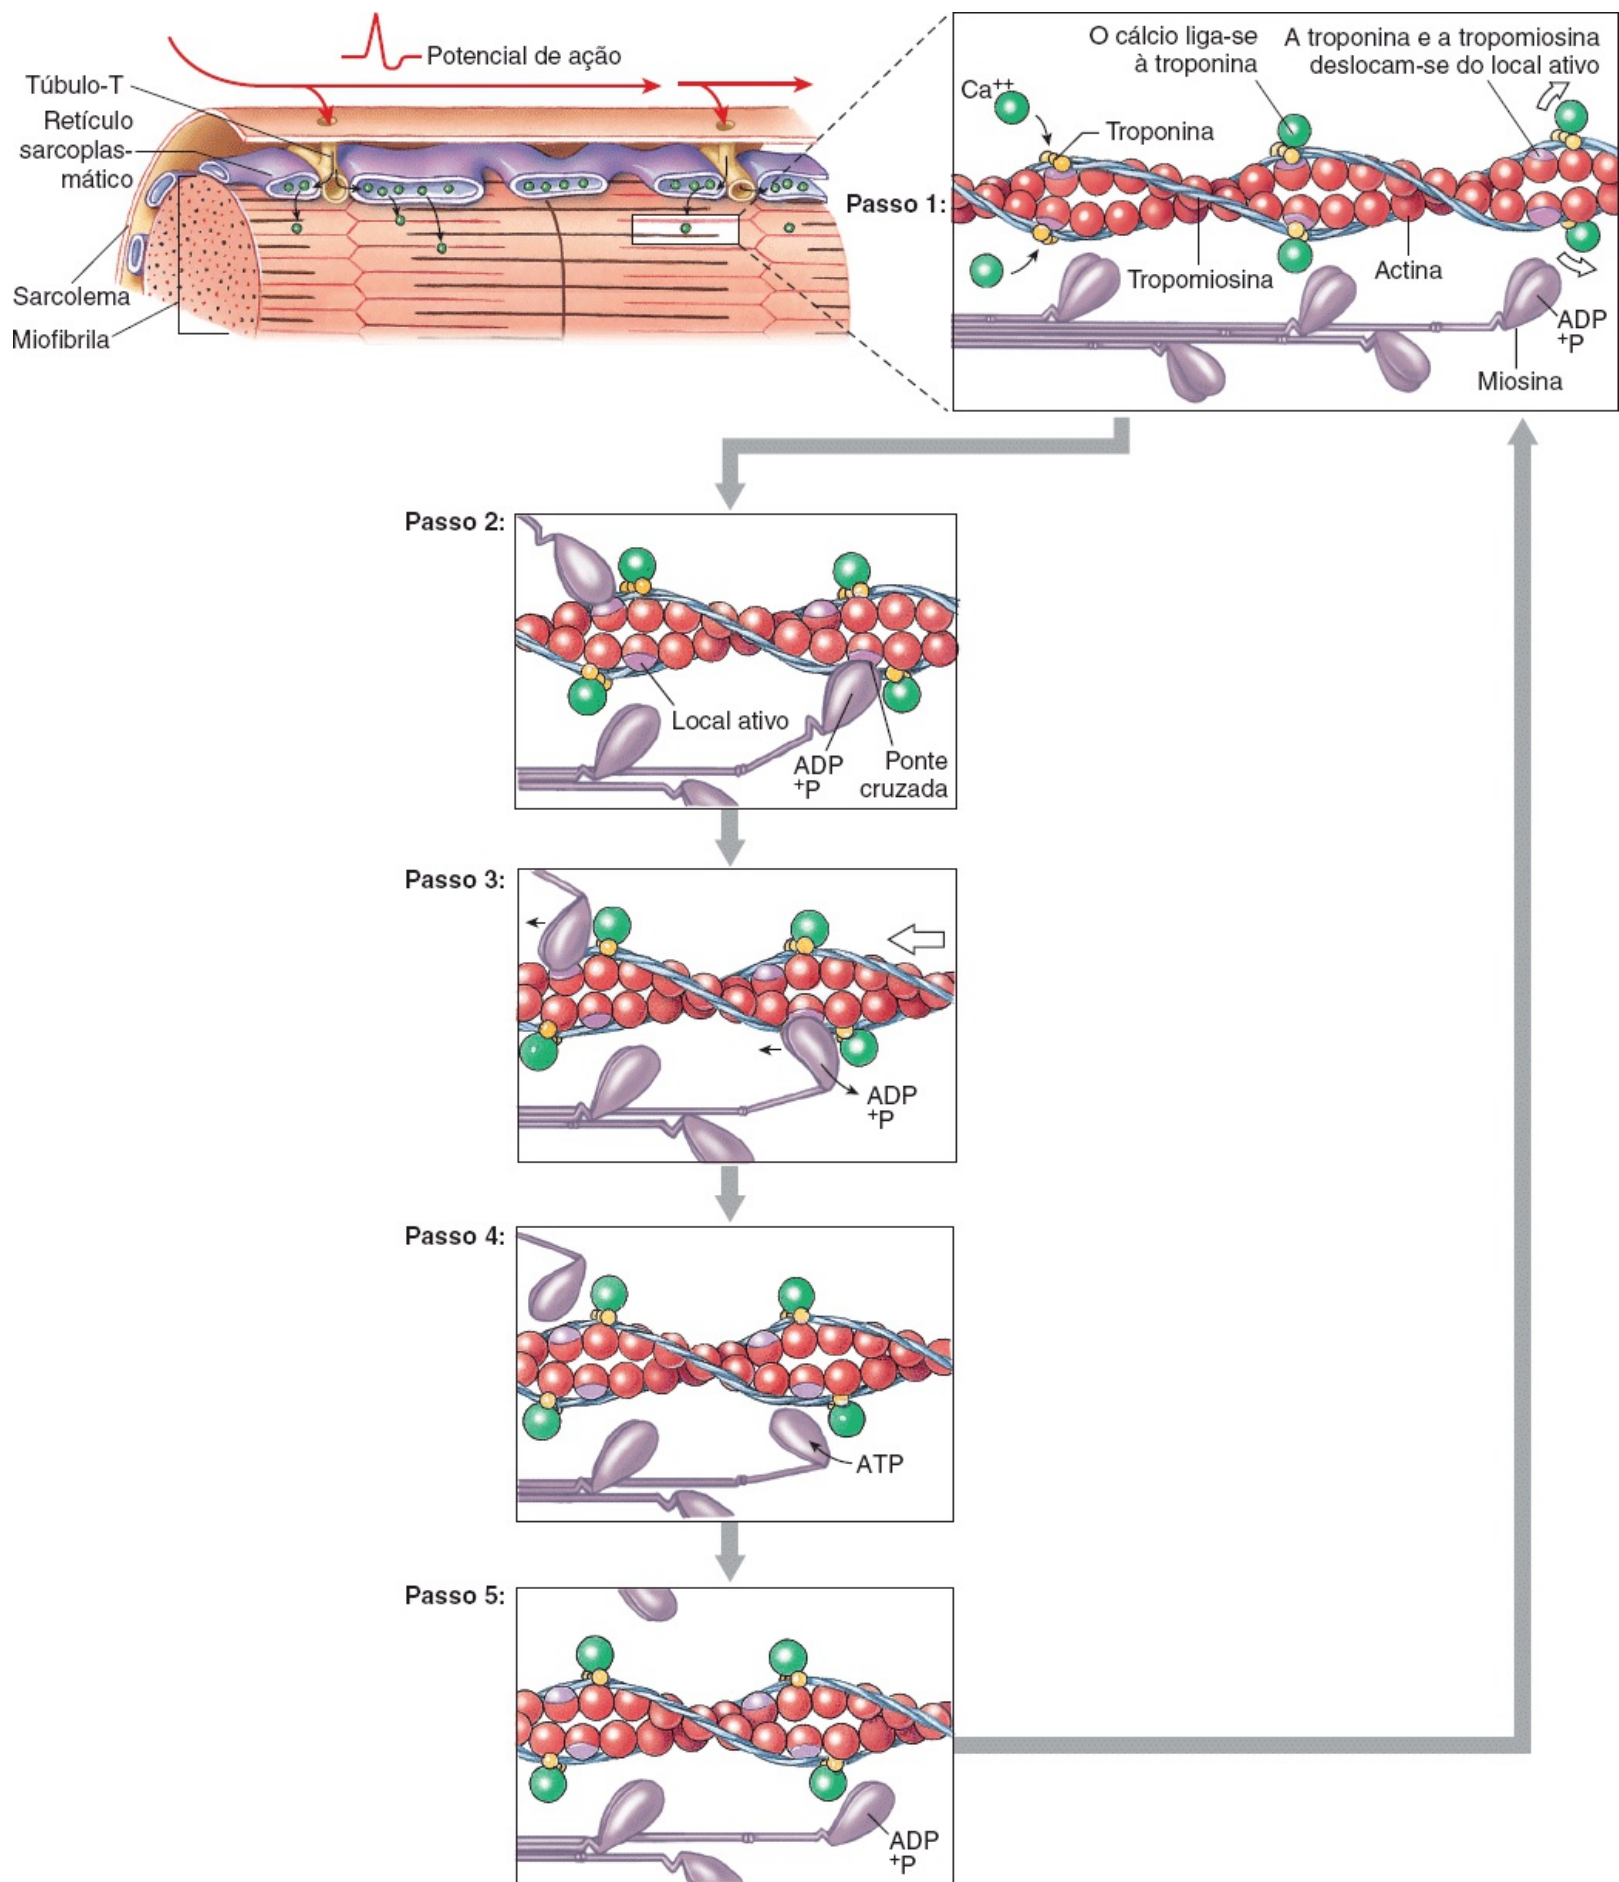 Potencial de ação
Túbulo-T
Retículo
sarcoplas-
mático
Sarcolema
Miofibrila
Passo 1:
O cálcio liga-se
à troponina
A troponina e a tropomiosina
deslocam-se do local ativo
Ca++
Troponina
Tropomiosina
Actina
ADP
+P
Miosina
Passo 2:
Local ativo
ADP
+P
Ponte
cruzada
Passo 3:
ADP
+P
Passo 4:
ATP
Passo 5:
ADP
+P